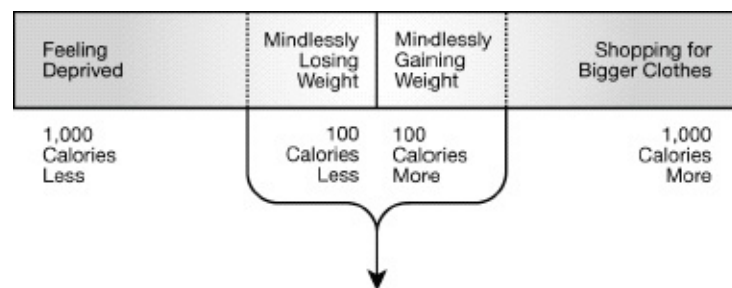 Feeling
Deprived
Mindlessly
Losing
Weight
Mindlessly
Gaining
Weight
Shopping for
Bigger Clothes
1,000
Calories
Less
100
Calories
Less
100
Calories
More
1,000
Calories
More